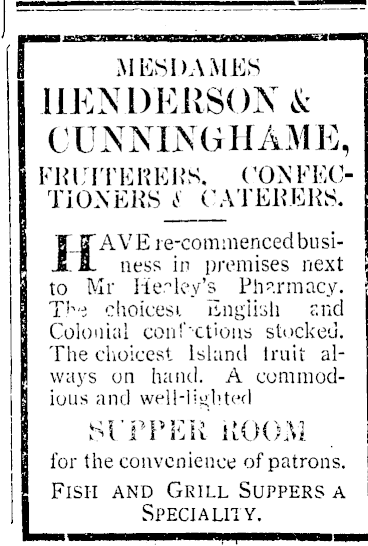 MESDAMES
HENDERSON &
CUNNINGHAME,
FRUITERERS, CONFEC-
TIONERS & CATERERS.
HAVE re-commenced busi-
ness in premises next
to Mr Healey's Pharmacy.
The choicest English and
Colonial confections stocked.
The choicest Island fruit al-
ways on hand. A commod-
ious and well-lighted
SUPPER ROOM
for the convenience of patrons.
FISH AND GRILL SUPPERS A
SPECIALITY.